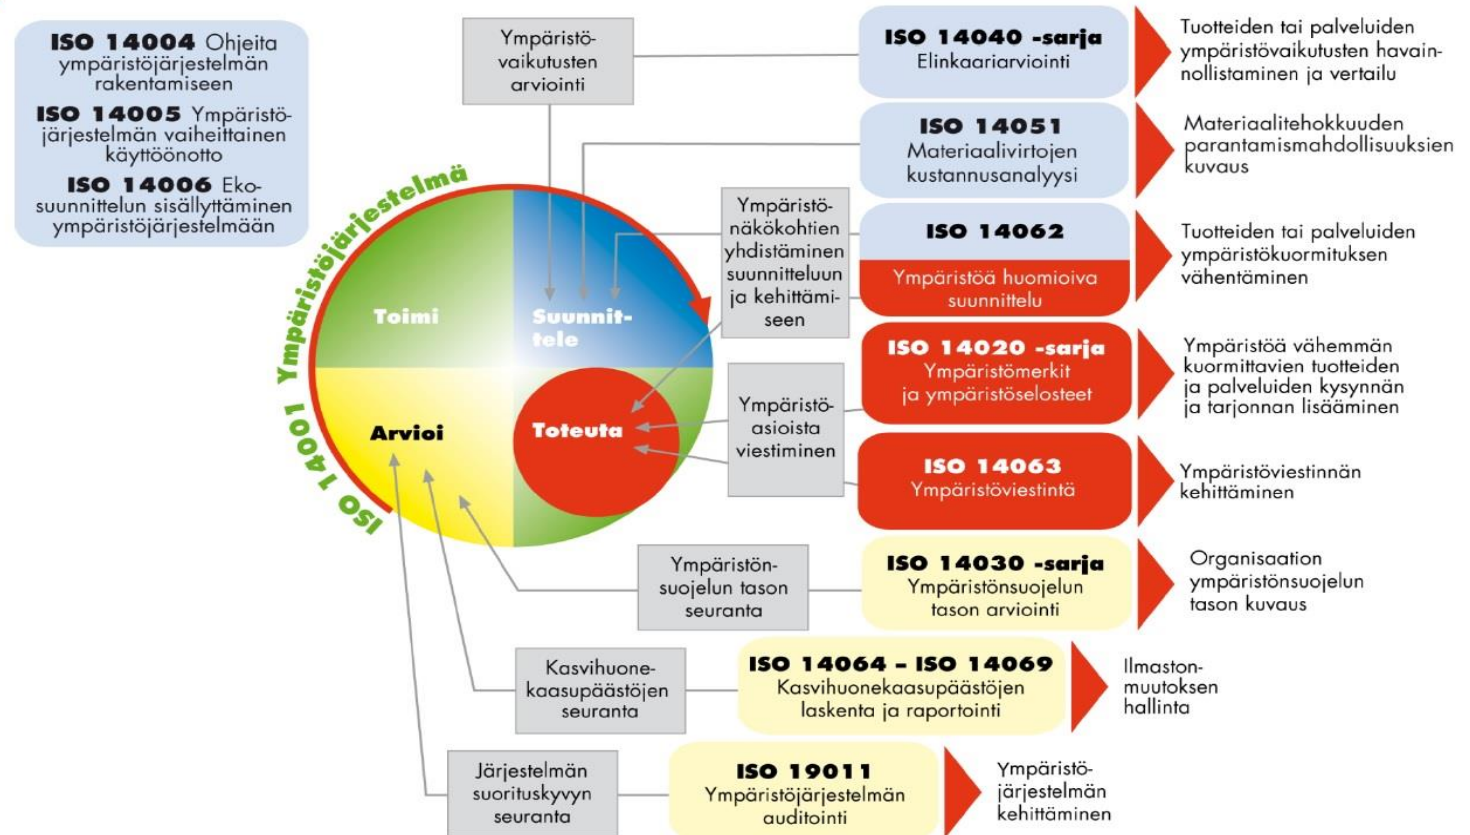 ISO 14004 Ohjeita
ympäristöjärjestelmän
rakentamiseen
ISO 14005 Ympäristö-
järjestelmän vaiheittainen
käyttöönotto
ISO 14006 Eko-
suunnittelun sisällyttäminen
ympäristöjärjestelmään
Ympäristö-
vaikutusten
arviointi
ISO 14040 -sarja
Elinkaariarviointi
Tuotteiden tai palveluiden
ympäristövaikutusten havain-
nollistaminen ja vertailu
ISO 14051
Materiaalivirtojen
kustannusanalyysi
Materiaalitehokkuuden
parantamismahdollisuuksien
kuvaus
Ympäristö-
näkökohtien
yhdistäminen
suunnitteluun
ja kehittämi-
seen
ISO 14062
Ympäristöä huomioiva
suunnittelu
Tuotteiden tai palveluiden
ympäristökuormituksen
vähentäminen
ISO 14001 Ympäristöjärjestelmä
Toimi
Suunnit-
tele
Arvioi
Toteuta
Ympäristö-
asioista
viestiminen
ISO 14020 -sarja
Ympäristömerkit
ja ympäristöselosteet
Ympäristöä vähemmän
kuormittavien tuotteiden
ja palveluiden kysynnän
ja tarjonnan lisääminen
ISO 14063
Ympäristöviestintä
Ympäristöviestinnän
kehittäminen
Ympäristön-
suojelun tason
seuranta
ISO 14030 -sarja
Ympäristönsuojelun
tason arviointi
Organisaation
ympäristönsuojelun
tason kuvaus
Kasvihuone-
kaasupäästöjen
seuranta
ISO 14064 – ISO 14069
Kasvihuonekaasupäästöjen
laskenta ja raportointi
Ilmaston-
muutoksen
hallinta
Järjestelmän
suorituskyvyn
seuranta
ISO 19011
Ympäristöjärjestelmän
auditointi
Ympäristö-
järjestelmän
kehittäminen